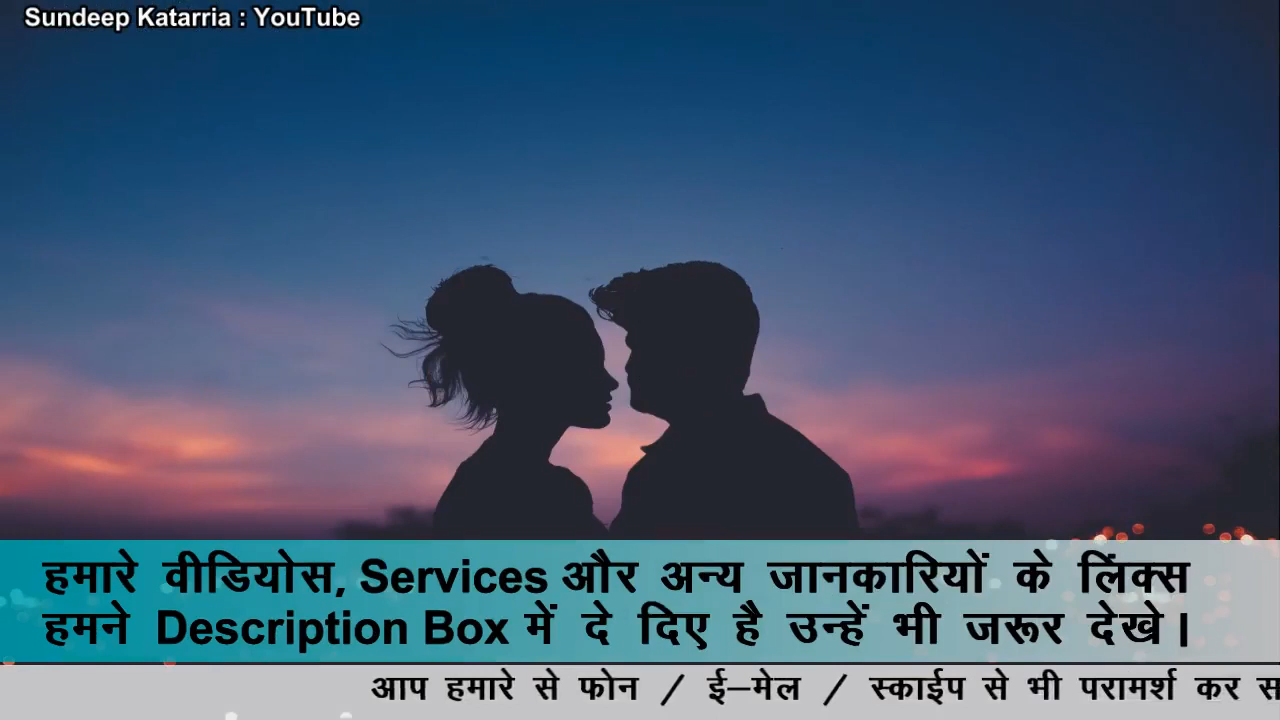 Sundeep Katarria : YouTube
हमारे वीडियोस, Services और अन्य जानकारियों के लिंक्स
हमने Description Box में दे दिए है उन्हें भी जरूर देखे।
आप हमारे से फोन / ई–मेल / स्काईप से भी परामर्श कर